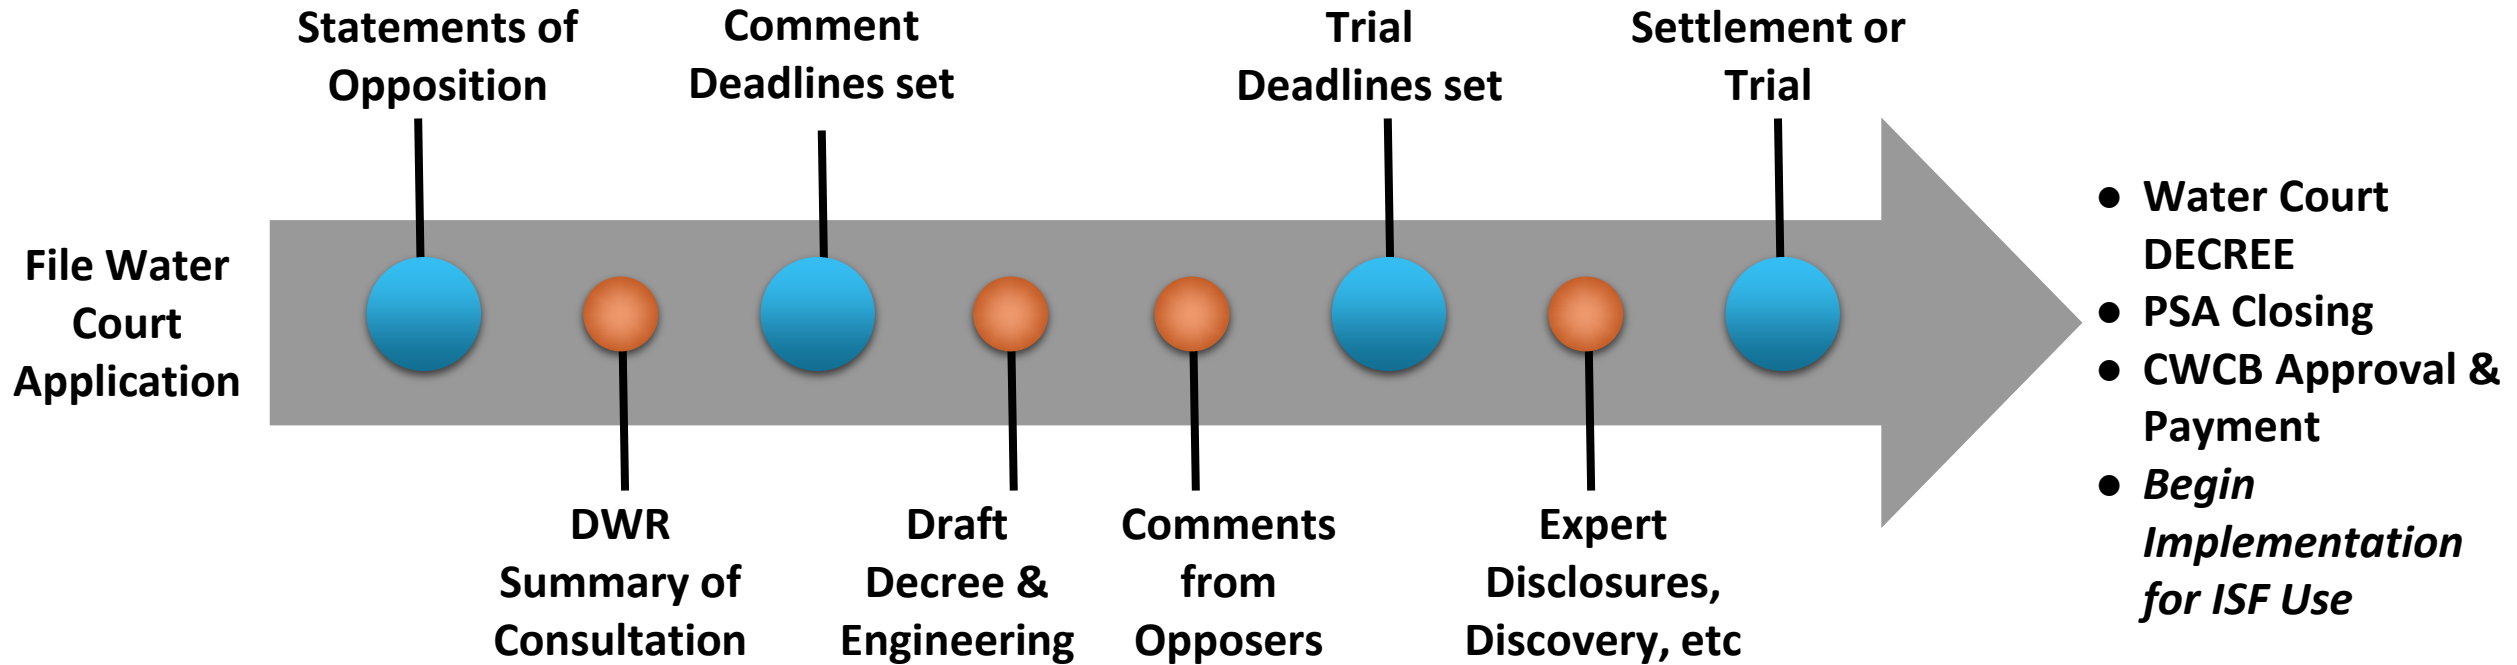 File Water
Court
Application
Statements of
Opposition
DWR
Summary of
Consultation
Comment
Deadlines set
Draft
Decree &
Engineering
Comments
from
Opposers
Trial
Deadlines set
Expert
Disclosures,
Discovery, etc
Settlement or
Trial
● Water Court
DECREE
● PSA Closing
● CWCB Approval &
Payment
● Begin
Implementation
for ISF Use